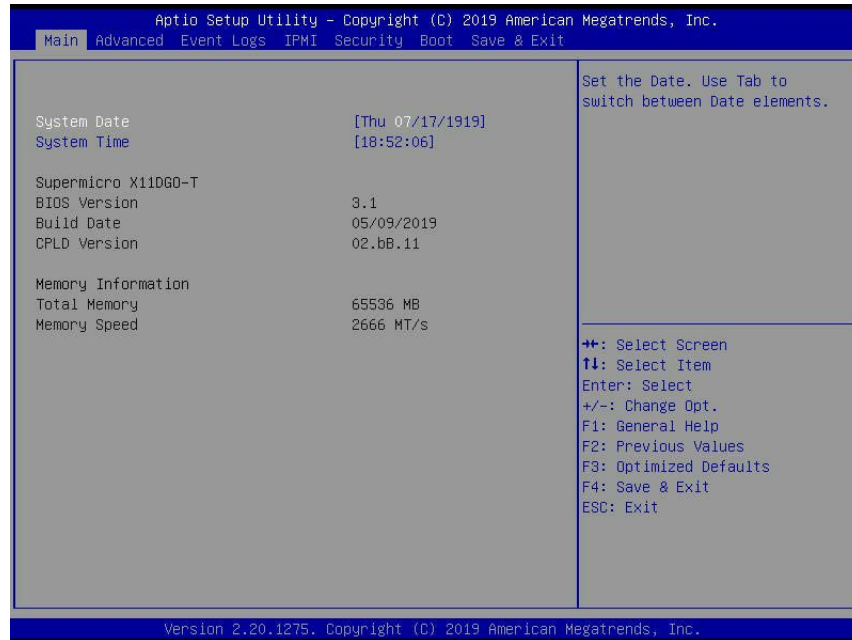 Aptio Setup Utility – Copyright (C) 2019 American Megatrends, Inc.
Main Advanced Event Logs IPMI Security Boot Save & Exit
System Date [Thu 07/17/1919]
System Time [18:52:06]
Supermicro X11DGO-T
BIOS Version 3.1
Build Date 05/09/2019
CPLD Version 02.bB.11
Memory Information
Total Memory 65536 MB
Memory Speed 2666 MT/s
Set the Date. Use Tab to
switch between Date elements.
→←: Select Screen
↑↓: Select Item
Enter: Select
+/-: Change Opt.
F1: General Help
F2: Previous Values
F3: Optimized Defaults
F4: Save & Exit
ESC: Exit
Version 2.20.1275. Copyright (C) 2019 American Megatrends, Inc.